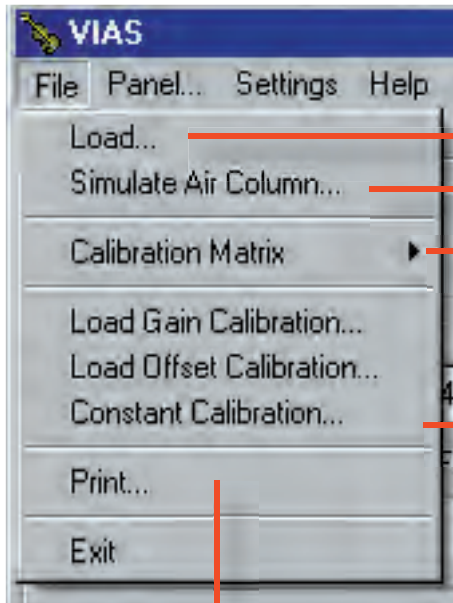 VIAS
File Panel... Settings Help
Load...
Simulate Air Column...
Calibration Matrix
Load Gain Calibration...
Load Offset Calibration...
Constant Calibration...
Print...
Exit